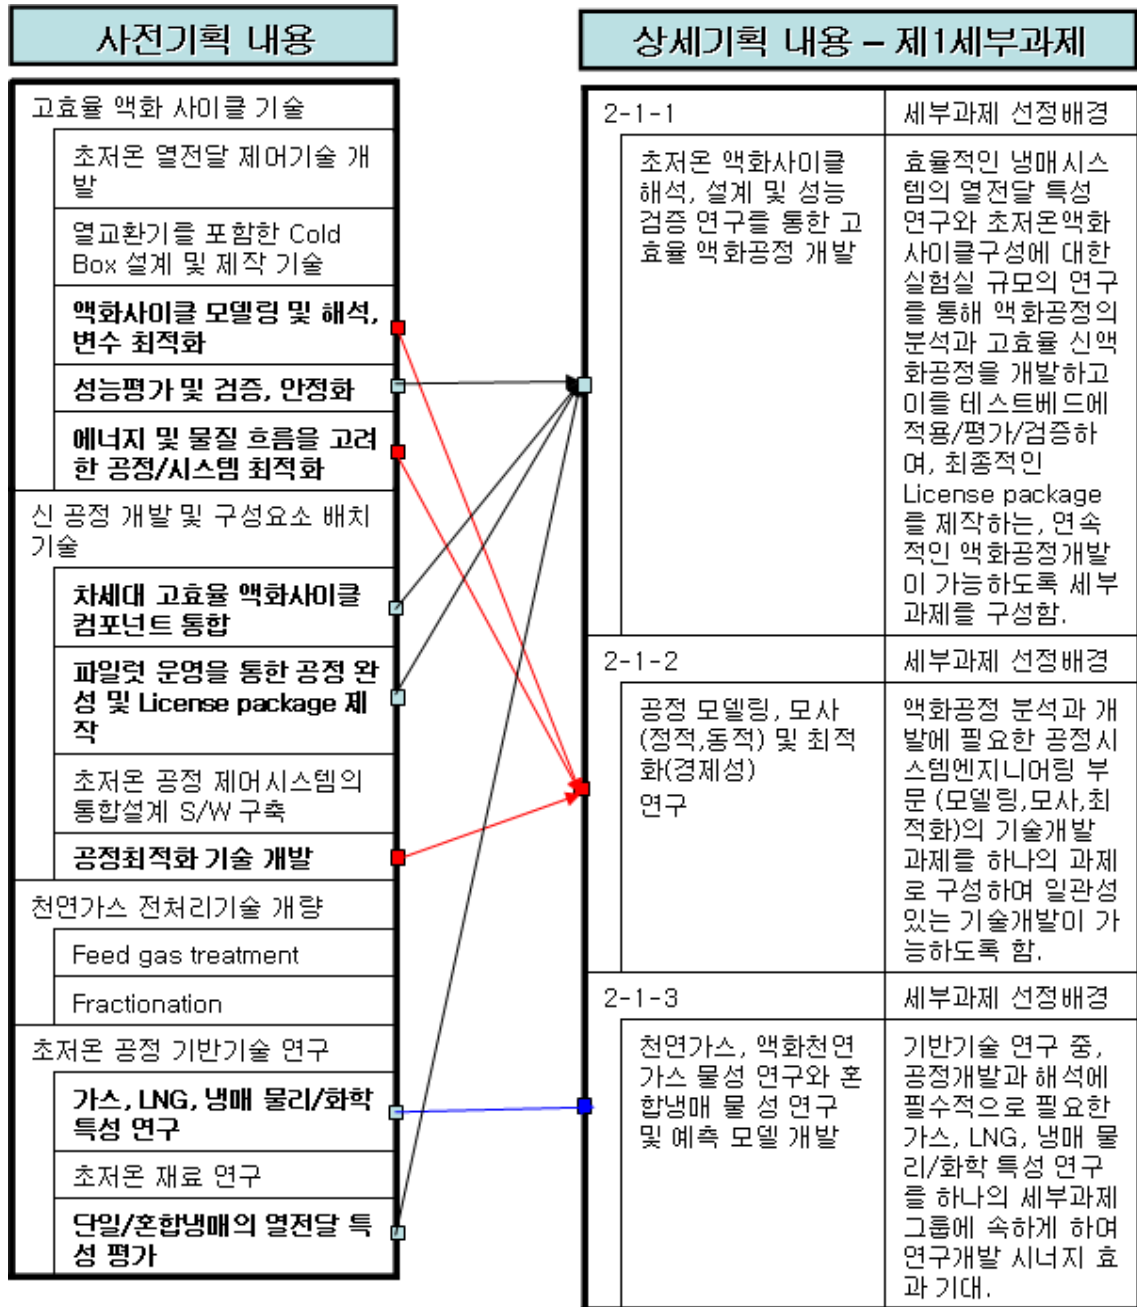 사전기획 내용
고효율 액화 사이클 기술
초저온 열전달 제어기술 개
발
열교환기를 포함한 Cold
Box 설계 및 제작 기술
액화사이클 모델링 및 해석,
변수 최적화
성능평가 및 검증, 안정화
에너지 및 물질 흐름을 고려
한 공정/시스템 최적화
신 공정 개발 및 구성요소 배치
기술
차세대 고효율 액화사이클
컴포넌트 통합
파일럿 운영을 통한 공정 완
성 및 License package 제
작
초저온 공정 제어시스템의
통합설계 S/W 구축
공정최적화 기술 개발
천연가스 전처리기술 개량
Feed gas treatment
Fractionation
초저온 공정 기반기술 연구
가스, LNG, 냉매 물리/화학
특성 연구
초저온 재료 연구
단일/혼합냉매의 열전달 특
성 평가
상세기획 내용 – 제1세부과제
2-1-1
세부과제 선정배경
초저온 액화사이클
해석, 설계 및 성능
검증 연구를 통한 고
효율 액화공정 개발
효율적인 냉매시스
템의 열전달 특성
연구와 초저온액화
사이클구성에 대한
실험실 규모의 연구
를 통해 액화공정의
분석과 고효율 신액
화공정을 개발하고
이를 테스트베드에
적용/평가/검증하
며, 최종적인
License package
를 제작하는, 연속
적인 액화공정개발
이 가능하도록 세부
과제를 구성함.
2-1-2
세부과제 선정배경
공정 모델링, 모사
(정적,동적) 및 최적
화(경제성)
연구
액화공정 분석과 개
발에 필요한 공정시
스템엔지니어링 부
문 (모델링,모사,최
적화)의 기술개발
과제를 하나의 과제
로 구성하며 일관성
있는 기술개발이 가
능하도록 함.
2-1-3
세부과제 선정배경
천연가스, 액화천연
가스 물성 연구와 혼
합냉매 물 성 연구
및 예측 모델 개발
기반기술 연구 중,
공정개발과 해석에
필수적으로 필요한
가스, LNG, 냉매 물
리/화학 특성 연구
를 하나의 세부과제
그룹에 속하게 하며
연구개발 시너지 효
과 기대.